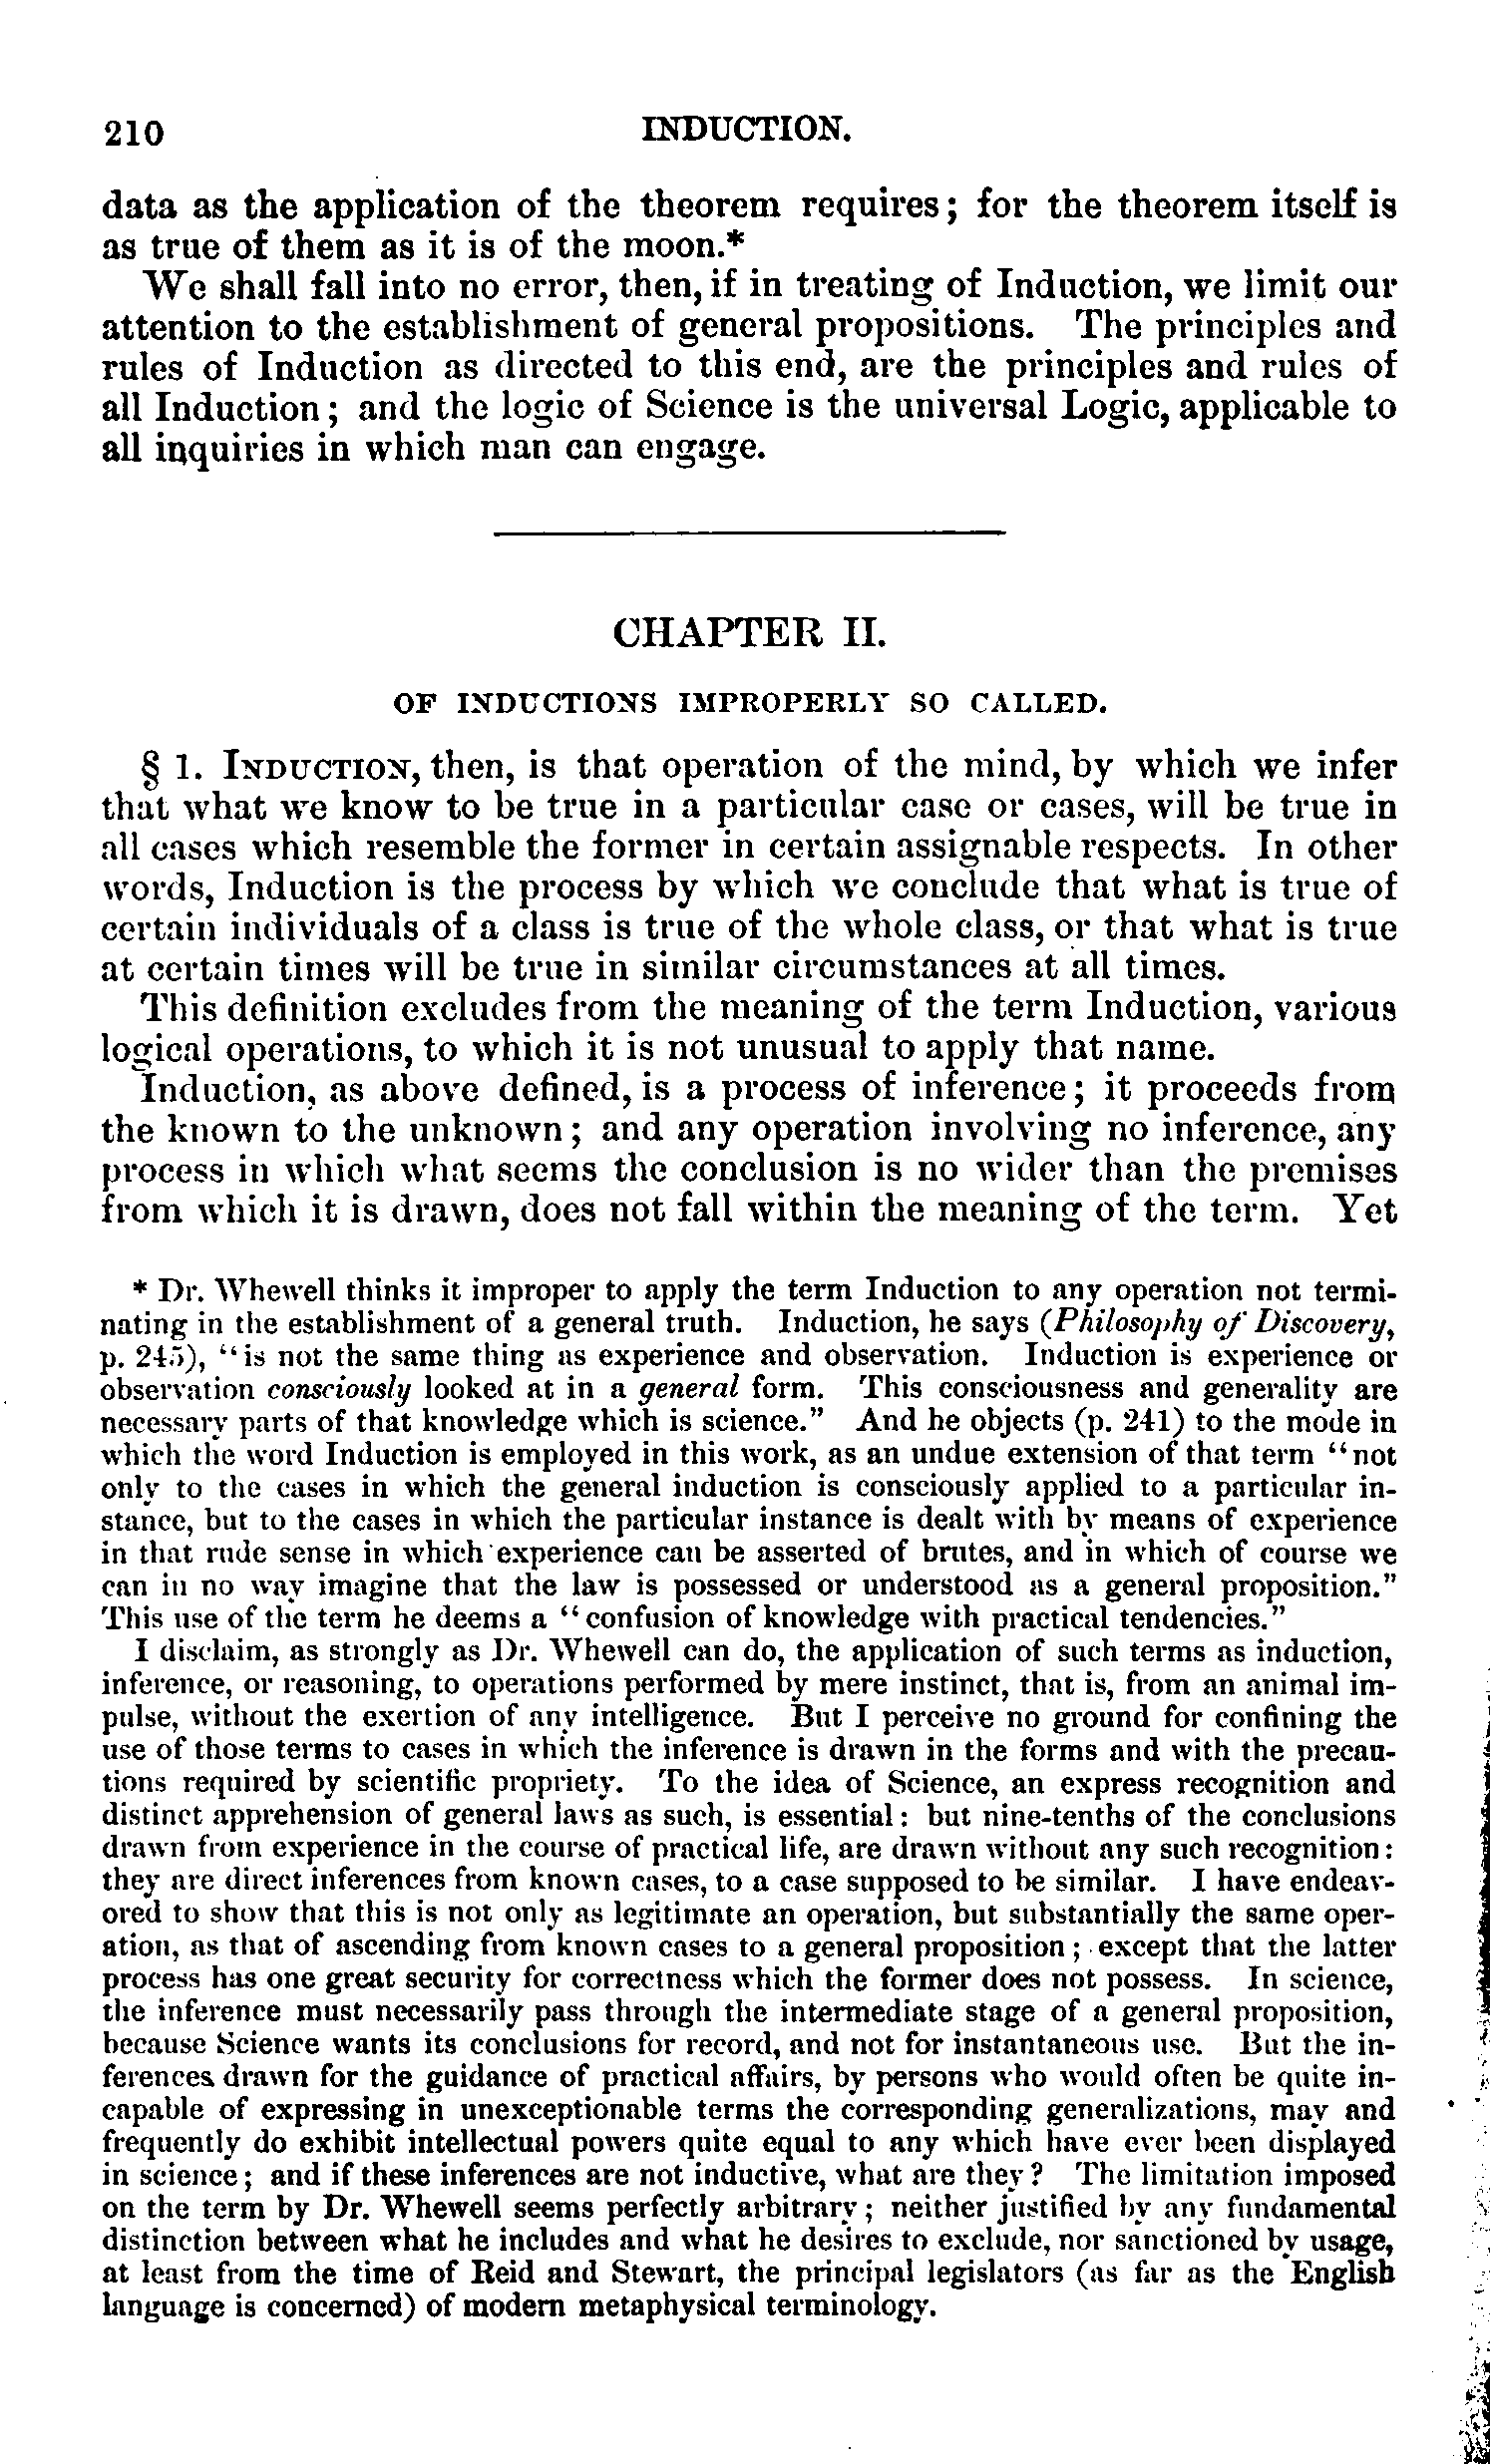 210 INDUCTION.
data as the application of the theorem requires; for the theorem itself is
as true of them as it is of the moon.*
We shall fall into no error, then, if in treating of Induction, we limit our
attention to the establishment of general propositions. The principles and
rules of Induction as directed to this end, are the principles and rules of
all Induction; and the logic of Science is the universal Logic, applicable to
all inquiries in which man can engage.
CHAPTER II.
OF INDUCTIONS IMPROPERLY SO CALLED.
§ 1. INDUCTION, then, is that operation of the mind, by which we infer
that what we know to be true in a particular case or cases, will be true in
all cases which resemble the former in certain assignable respects. In other
words, Induction is the process by which we conclude that what is true of
certain individuals of a class is true of the whole class, or that what is true
at certain times will be true in similar circumstances at all times.
This definition excludes from the meaning of the term Induction, various
logical operations, to which it is not unusual to apply that name.
Induction, as above defined, is a process of inference; it proceeds from
the known to the unknown; and any operation involving no inference, any
process in which what seems the conclusion is no wider than the premises
from which it is drawn, does not fall within the meaning of the term. Yet
* Dr. Whewell thinks it improper to apply the term Induction to any operation not termi-
nating in the establishment of a general truth. Induction, he says (Philosophy of Discovery,
p. 245), "is not the same thing as experience and observation. Induction is experience or
observation consciously looked at in a general form. This consciousness and generality are
necessary parts of that knowledge which is science." And he objects (p. 241) to the mode in
which the word Induction is employed in this work, as an undue extension of that term "not
only to the cases in which the general induction is consciously applied to a particular in-
stance, but to the cases in which the particular instance is dealt with by means of experience
in that rude sense in which experience can be asserted of brutes, and in which of course we
can in no way imagine that the law is possessed or understood as a general proposition."
This use of the term he deems a "confusion of knowledge with practical tendencies."
I disclaim, as strongly as Dr. Whewell can do, the application of such terms as induction,
inference, or reasoning, to operations performed by mere instinct, that is, from an animal im-
pulse, without the exertion of any intelligence. But I perceive no ground for confining the
use of those terms to cases in which the inference is drawn in the forms and with the precau-
tions required by scientific propriety. To the idea of Science, an express recognition and
distinct apprehension of general laws as such, is essential: but nine-tenths of the conclusions
drawn from experience in the course of practical life, are drawn without any such recognition:
they are direct inferences from known cases, to a case supposed to be similar. I have endeav-
ored to show that this is not only as legitimate an operation, but substantially the same oper-
ation, as that of ascending from known cases to a general proposition; except that the latter
process has one great security for correctness which the former does not possess. In science,
the inference must necessarily pass through the intermediate stage of a general proposition,
because Science wants its conclusions for record, and not for instantaneous use. But the in-
ferences drawn for the guidance of practical affairs, by persons who would often be quite in-
capable of expressing in unexceptionable terms the corresponding generalizations, may and
frequently do exhibit intellectual powers quite equal to any which have ever been displayed
in science; and if these inferences are not inductive, what are they? The limitation imposed
on the term by Dr. Whewell seems perfectly arbitrary; neither justified by any fundamental
distinction between what he includes and what he desires to exclude, nor sanctioned by usage,
at least from the time of Reid and Stewart, the principal legislators (as far as the English
language is concerned) of modern metaphysical terminology.